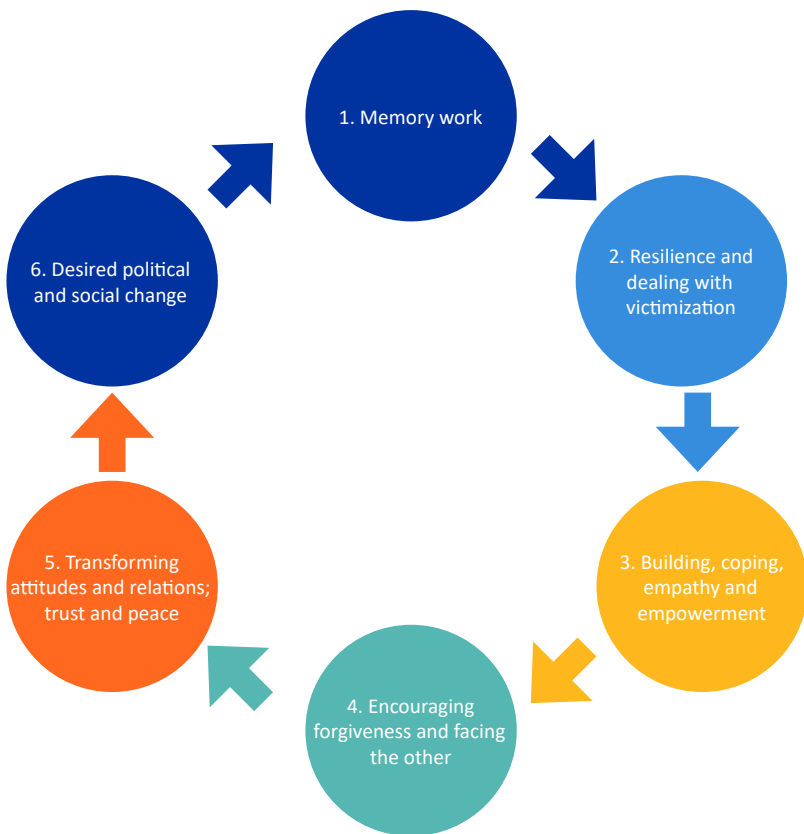 1. Memory work
2. Resilience and
dealing with
victimization
3. Building, coping,
empathy and
empowerment
4. Encouraging
forgiveness and facing
the other
5. Transforming
attitudes and relations;
trust and peace
6. Desired political
and social change